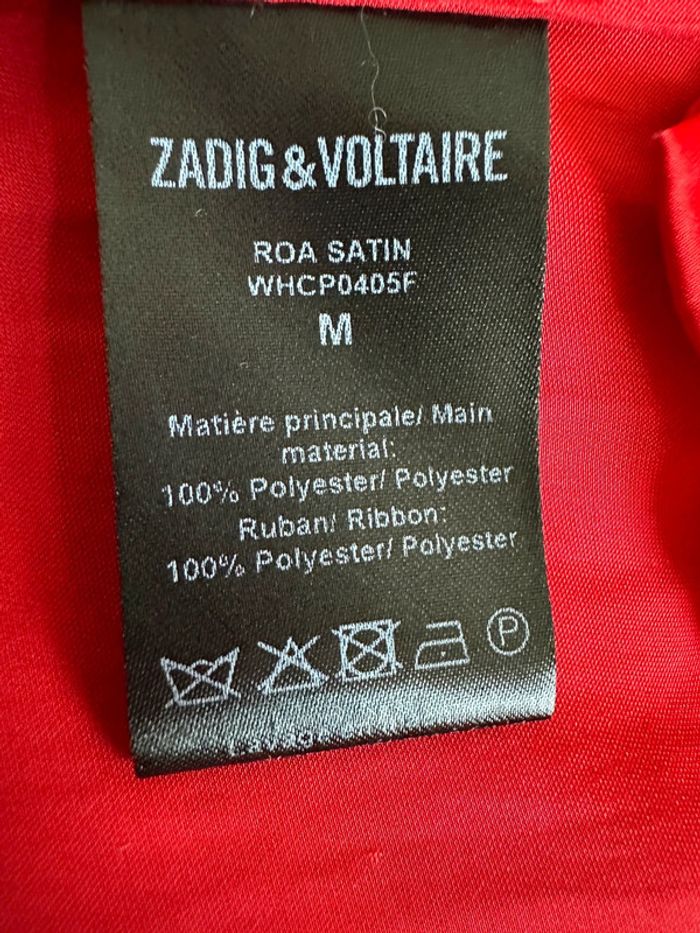 ZADIG&VOLTAIRE
ROA SATIN
WHCP0405F
M
Matière principale/ Main
material:
100% Polyester/ Polyester
Ruban/ Ribbon:
100% Polyester/ Polyester
P